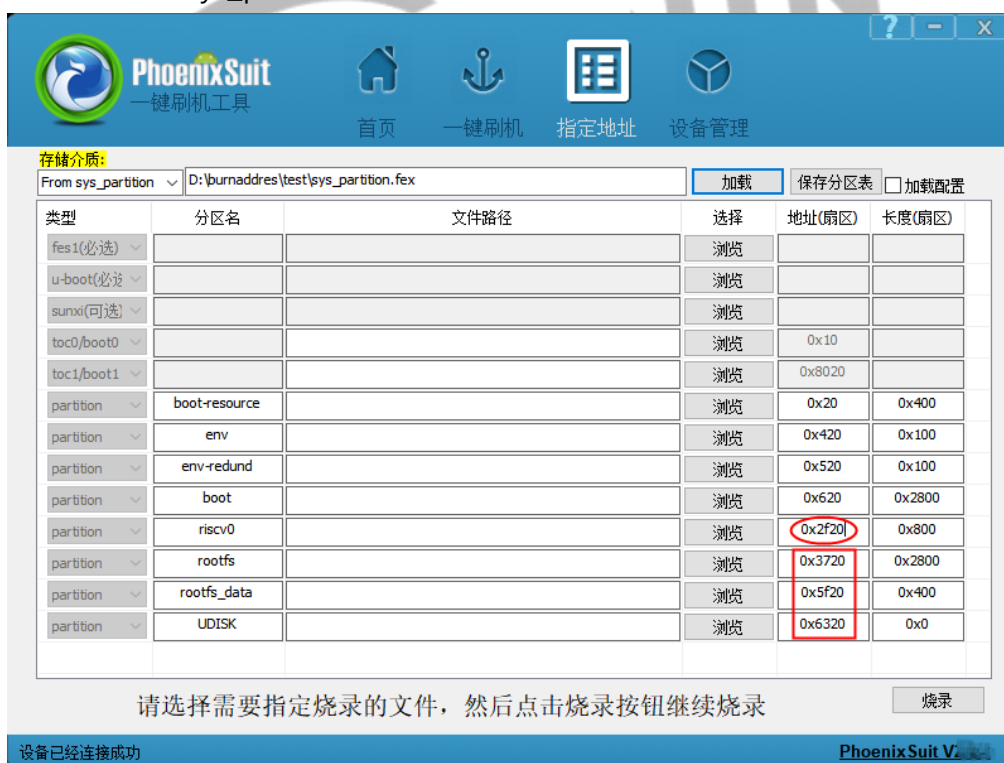 ? － X
PhoenixSuit
一键刷机工具
首页 一键刷机 指定地址 设备管理
存储介质:
From sys_partition D:\burnaddres\test\sys_partition.fex 加载 保存分区表 加载配置
类型 分区名 文件路径 选择 地址(扇区) 长度(扇区)
fes1(必选) 浏览
u-boot(必选 浏览
sunxi(可选) 浏览
toc0/boot0 浏览 0x10
toc1/boot1 浏览 0x8020
partition boot-resource 浏览 0x20 0x400
partition env 浏览 0x420 0x100
partition env-redund 浏览 0x520 0x100
partition boot 浏览 0x620 0x2800
partition riscv0 浏览 0x2f20 0x800
partition rootfs 浏览 0x3720 0x2800
partition rootfs_data 浏览 0x5f20 0x400
partition UDISK 浏览 0x6320 0x0
请选择需要指定烧录的文件，然后点击烧录按钮继续烧录 烧录
设备已经连接成功 PhoenixSuit